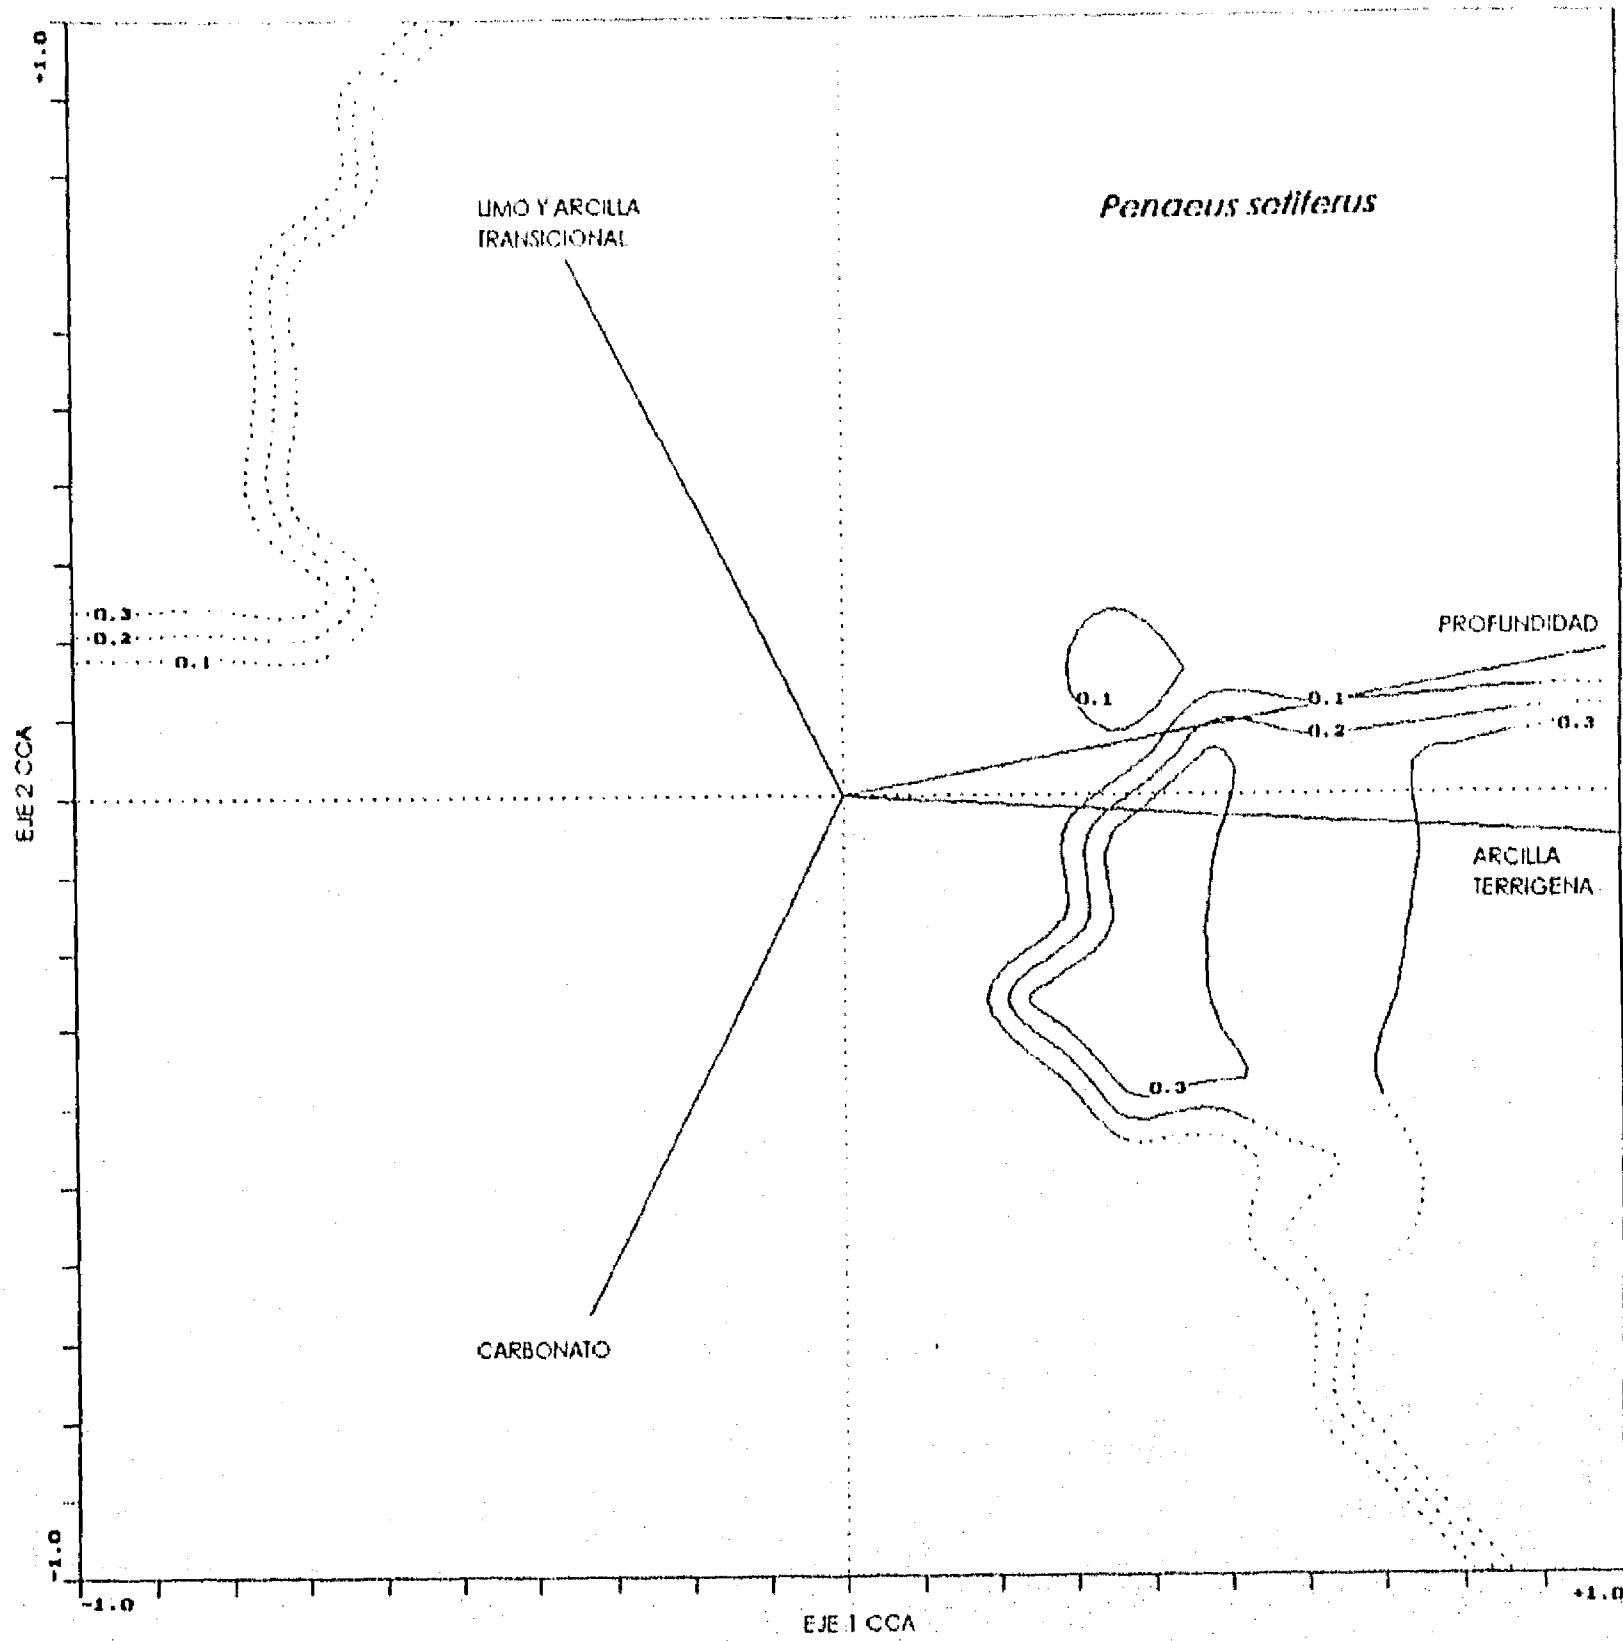 +1.0
LIMO Y ARCILLA
TRANSICIONAL
Penaeus setiferus
0.3
0.2
0.1
PROFUNDIDAD
0.1
0.1
0.2
0.3
EJE 2 CCA
ARCILLA
TERRIGENA
0.3
CARBONATO
-1.0
-1.0
+1.0
EJE 1 CCA